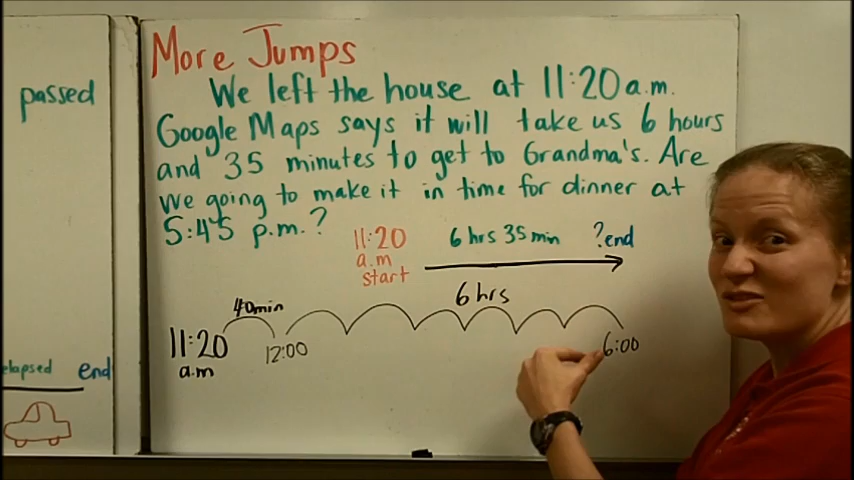 passed
More Jumps
We left the house at 11:20 a.m.
Google Maps says it will take us 6 hours
and 35 minutes to get to Grandma's. Are
we going to make it in time for dinner at
5:45 p.m.?
11:20
a.m
start
6 hrs 35 min
?end
40min
6 hrs
11:20
a.m
12:00
6:00
elapsed
end